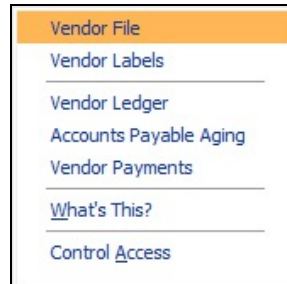 Vendor File
Vendor Labels
Vendor Ledger
Accounts Payable Aging
Vendor Payments
What's This?
Control Access